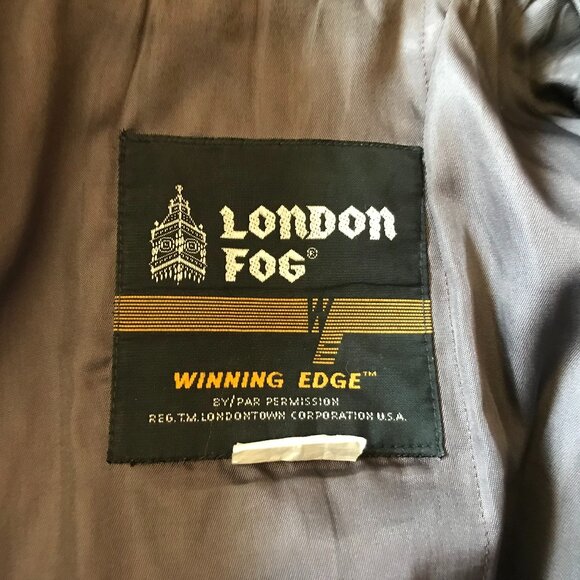 LONDON
FOG®
W
WINNING EDGE™
BY/PAR PERMISSION
REG.T.M.LONDONTOWN CORPORATION U.S.A.